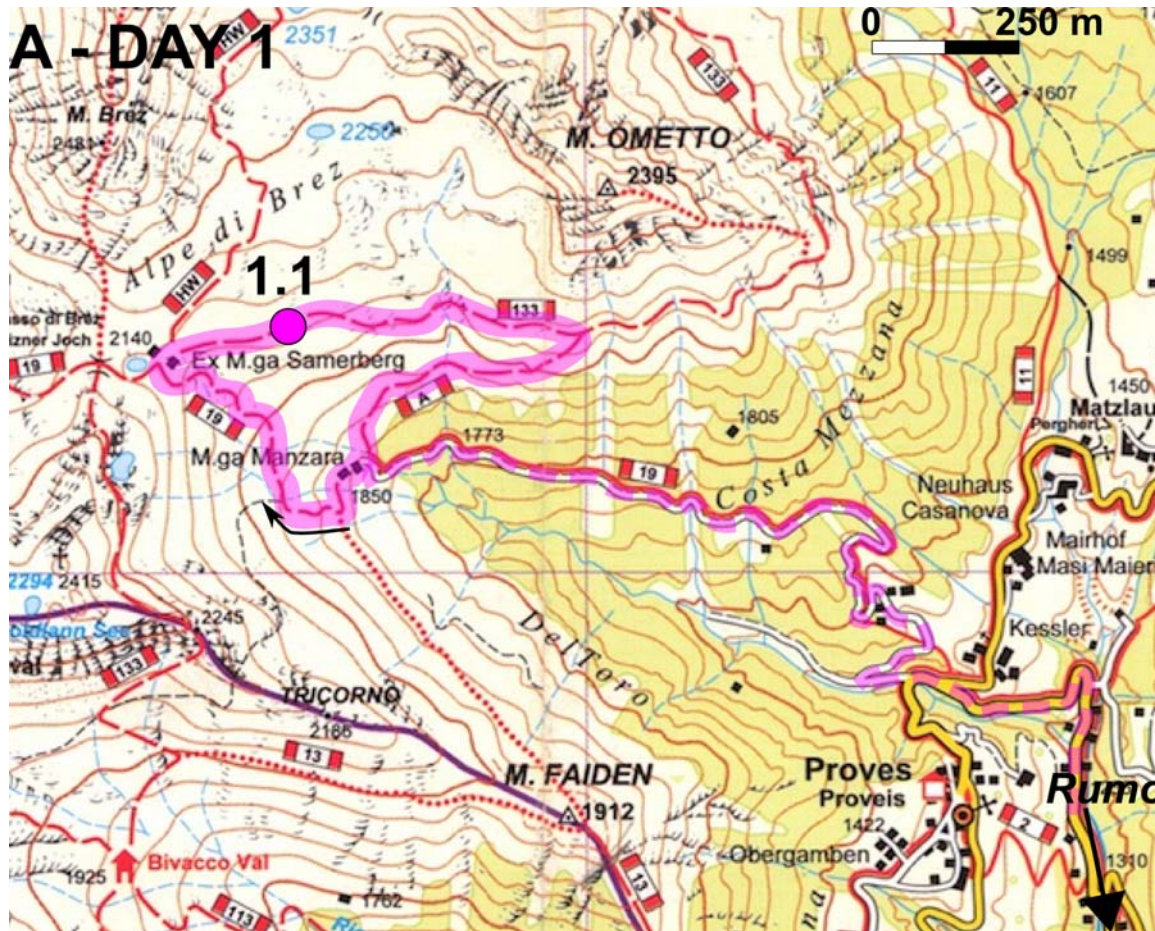 A - DAY 1
0 250 m
HW
2351
133
11
1607
M. Brez
2481
2250
M. OMETTO
2395
Alpe di Brez
1499
HW
1.1
133
2140
Ex M.ga Samerberg
19
19
A
1805
Costa Mezzana
11
1450
Matzlau
1773
19
M.ga Manzara
1850
Neuhaus
Casanova
Mairhof
Masi Maier
2294
2415
2245
Del Toro
Kessler
133
TRICORNO
2186
13
M. FAIDEN
1912
Proves
Proveis
Rumo
1422
2
Obergamben
1310
Bivacco Val
1925
13
1762
113